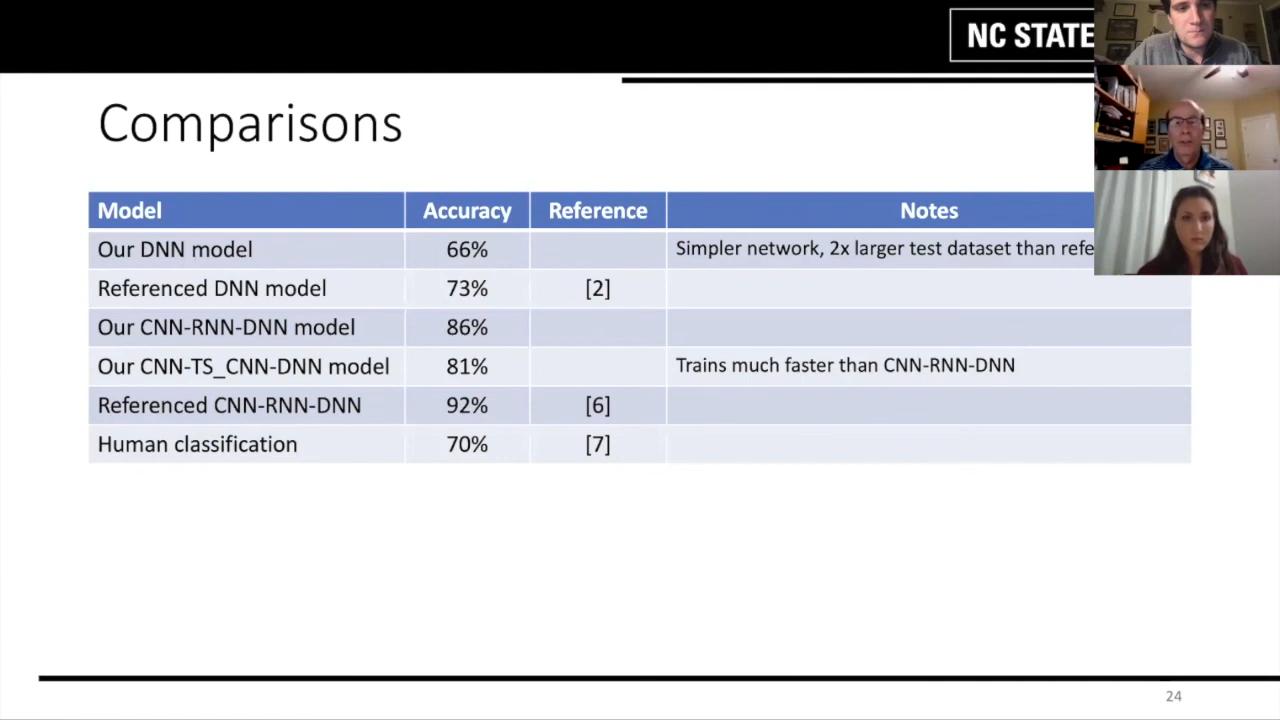 NC STATE
Comparisons
Model Accuracy Reference Notes
Our DNN model 66% Simpler network, 2x larger test dataset than
Referenced DNN model 73% [2]
Our CNN-RNN-DNN model 86%
Our CNN-TS_CNN-DNN model 81% Trains much faster than CNN-RNN-DNN
Referenced CNN-RNN-DNN 92% [6]
Human classification 70% [7]
24